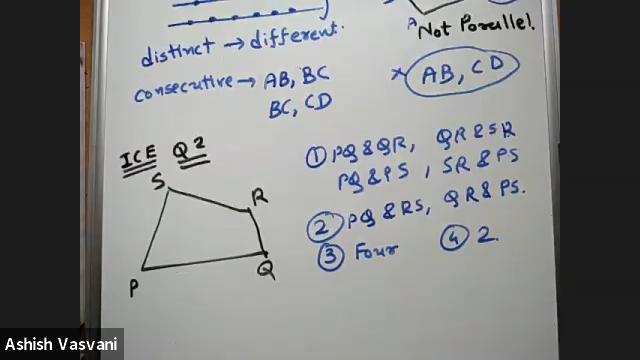 distinct → different.
A Not Parallel.
consecutive → AB, BC
BC, CD
× AB, CD
ICE Q2
S
R
P
Q
① PQ & QR, QR & SR
PQ & PS, SR & PS
② PQ & RS, QR & PS.
③ Four ④ 2.
Ashish Vasvani